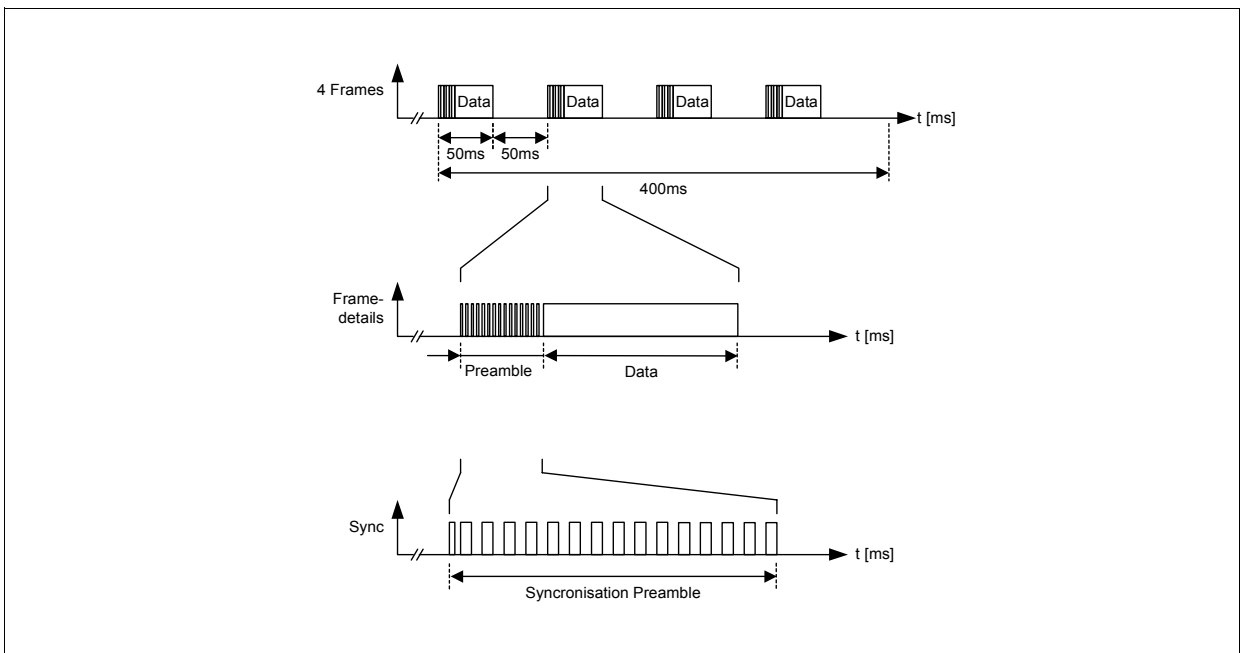 4 Frames
Data
Data
Data
Data
t [ms]
50ms
50ms
400ms
Frame-
details
t [ms]
Preamble
Data
Sync
t [ms]
Syncronisation Preamble